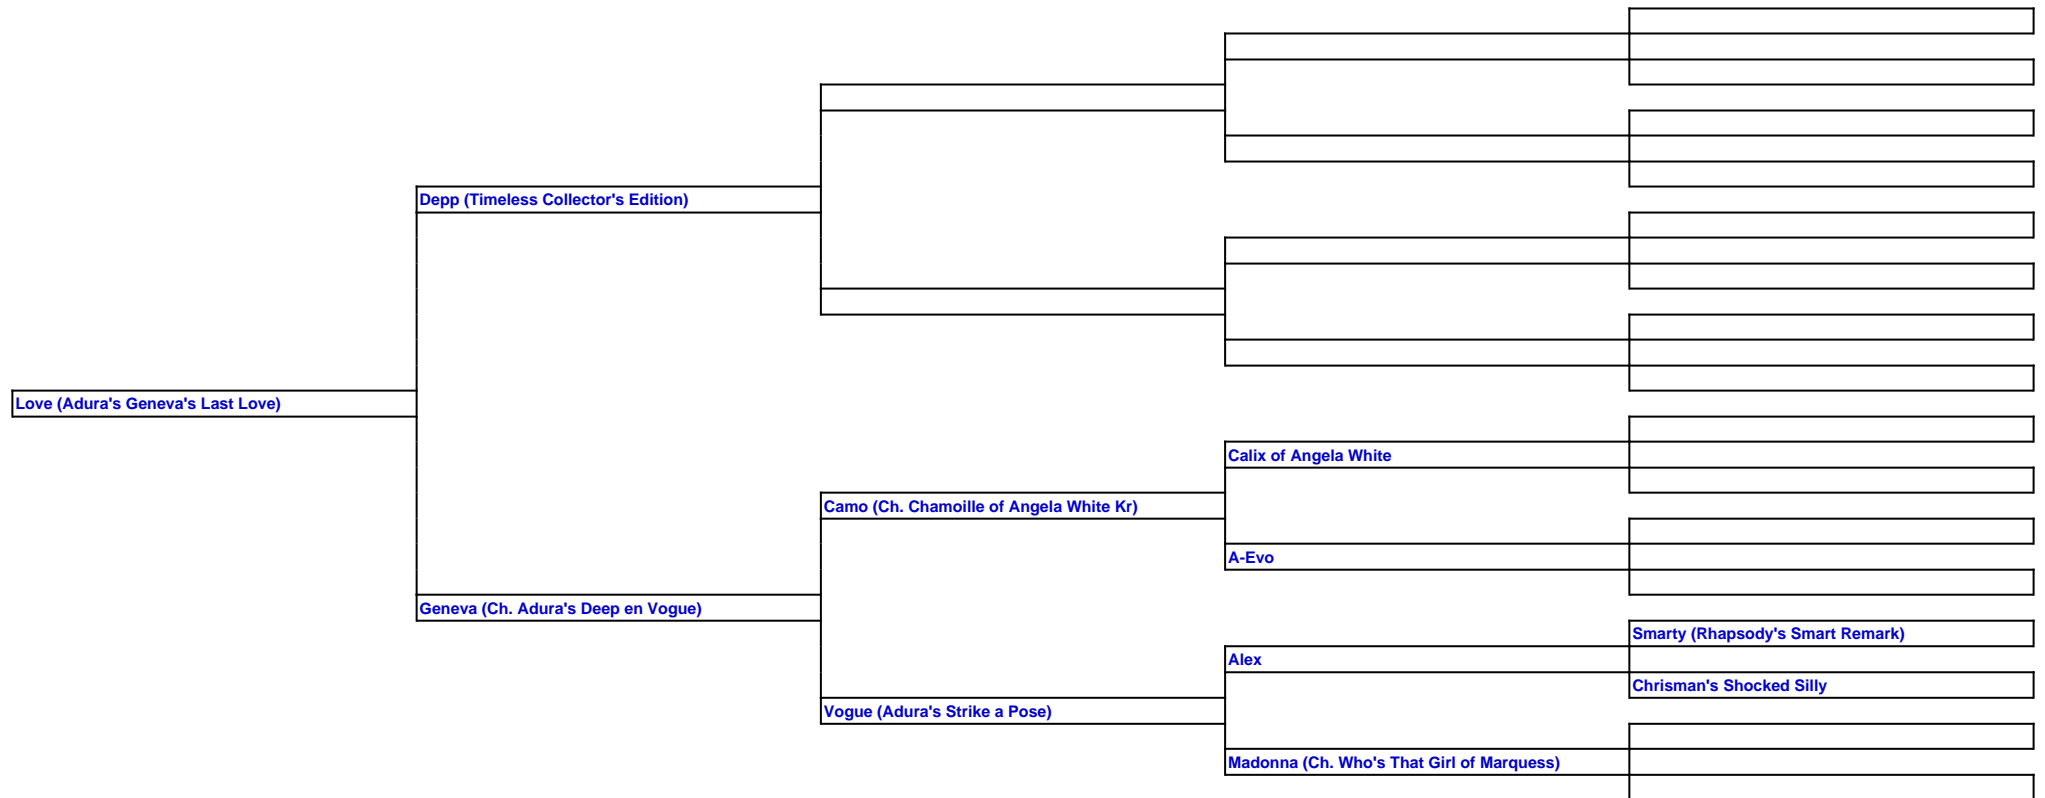 Depp (Timeless Collector's Edition)
Love (Adura's Geneva's Last Love)
Calix of Angela White
Camo (Ch. Chamoille of Angela White Kr)
A-Evo
Geneva (Ch. Adura's Deep en Vogue)
Smarty (Rhapsody's Smart Remark)
Alex
Chrisman's Shocked Silly
Vogue (Adura's Strike a Pose)
Madonna (Ch. Who's That Girl of Marquess)